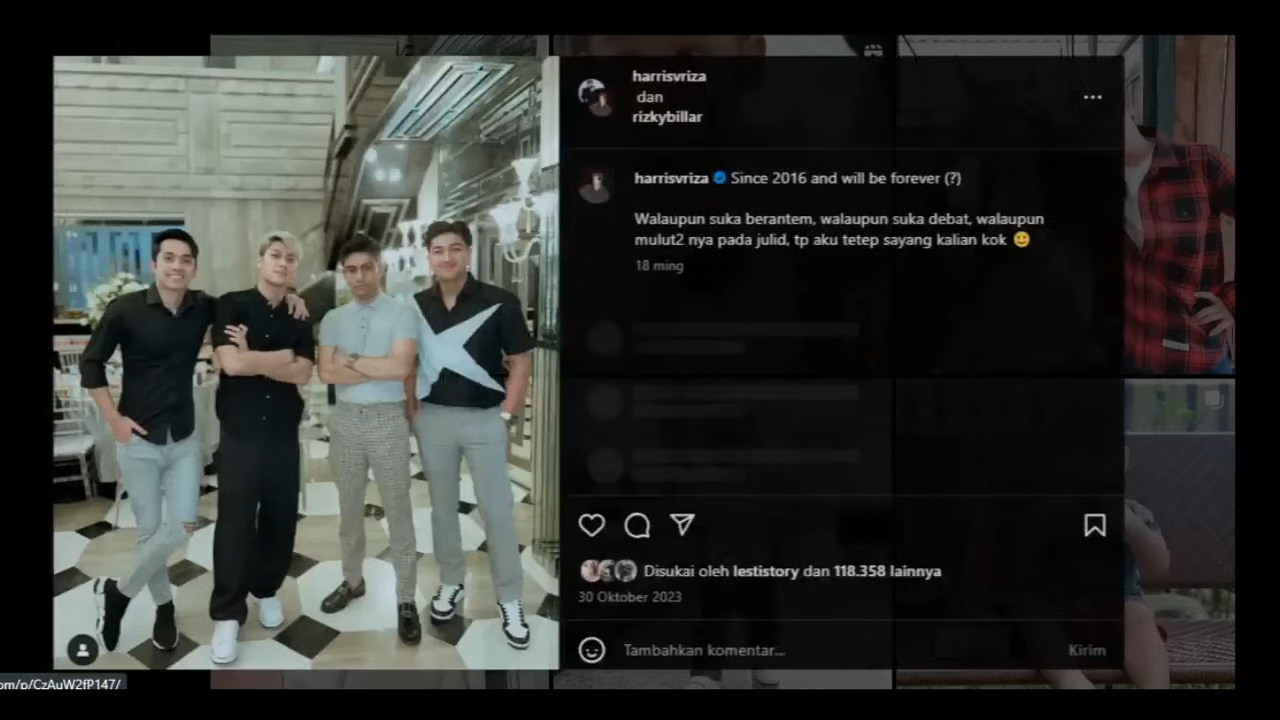 harrisvriza
dan
rizkybillar
harrisvriza Since 2016 and will be forever (?)
Walaupun suka berantem, walaupun suka debat, walaupun
mulut2 nya pada julid, tp aku tetep sayang kalian kok 🙂
18 ming
Disukai oleh lestistory dan 118.358 lainnya
30 Oktober 2023
Tambahkan komentar...
Kirim
om/p/CzAuW2fP147/